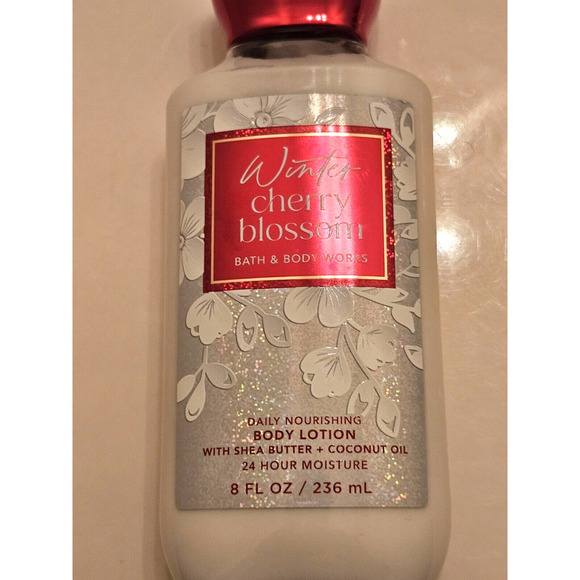 Winter
cherry
blossom
BATH & BODY WORKS
DAILY NOURISHING
BODY LOTION
WITH SHEA BUTTER + COCONUT OIL
24 HOUR MOISTURE
8 FL OZ / 236 mL